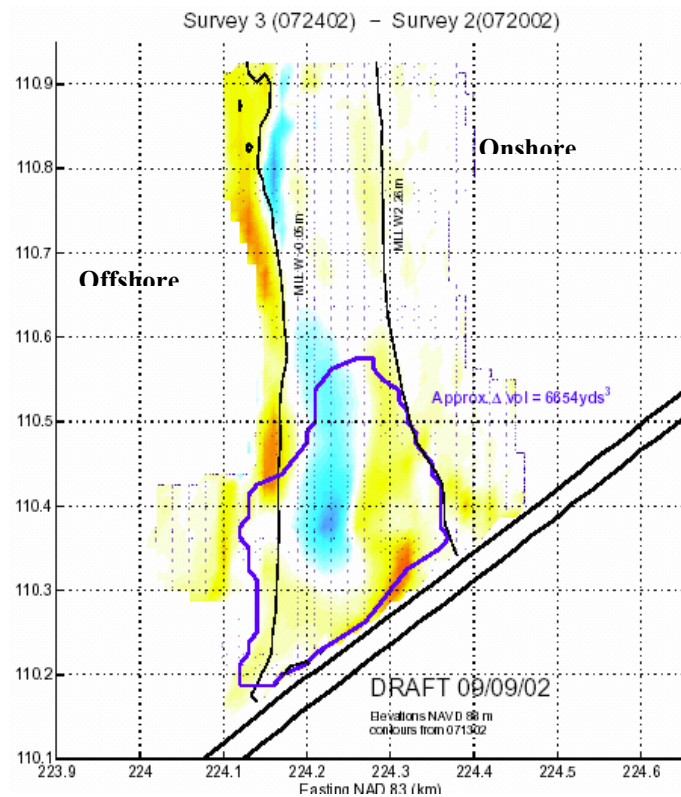 Survey 3 (072402) – Survey 2(072002)
110.9
110.8
110.7
110.6
110.5
110.4
110.3
110.2
110.1
Onshore
Offshore
MLLW -0.05 m
MLLW 2.26 m
Approx. Δ vol = 6654yds³
DRAFT 09/09/02
Elevations NAVD 88 m
contours from 071302
223.9 224 224.1 224.2 224.3 224.4 224.5 224.6
Easting NAD 83 (km)